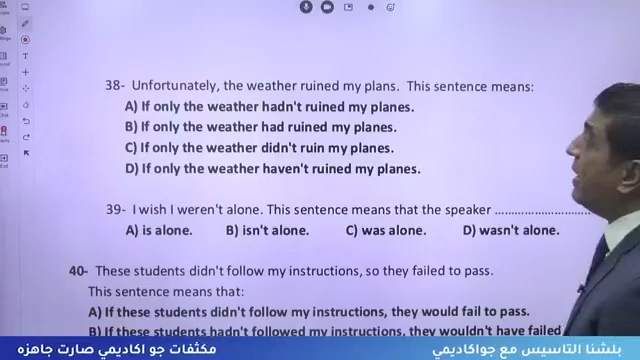 38- Unfortunately, the weather ruined my plans. This sentence means:
A) If only the weather hadn't ruined my planes.
B) If only the weather had ruined my planes.
C) If only the weather didn't ruin my planes.
D) If only the weather haven't ruined my planes.
39- I wish I weren't alone. This sentence means that the speaker ..............................
A) is alone. B) isn't alone. C) was alone. D) wasn't alone.
40- These students didn't follow my instructions, so they failed to pass.
This sentence means that:
A) If these students didn't follow my instructions, they would fail to pass.
B) If these students hadn't followed my instructions, they wouldn't have failed
بلشنا التاسيس مع جواكاديمي
مكثفات جو اكاديمي صارت جاهزه